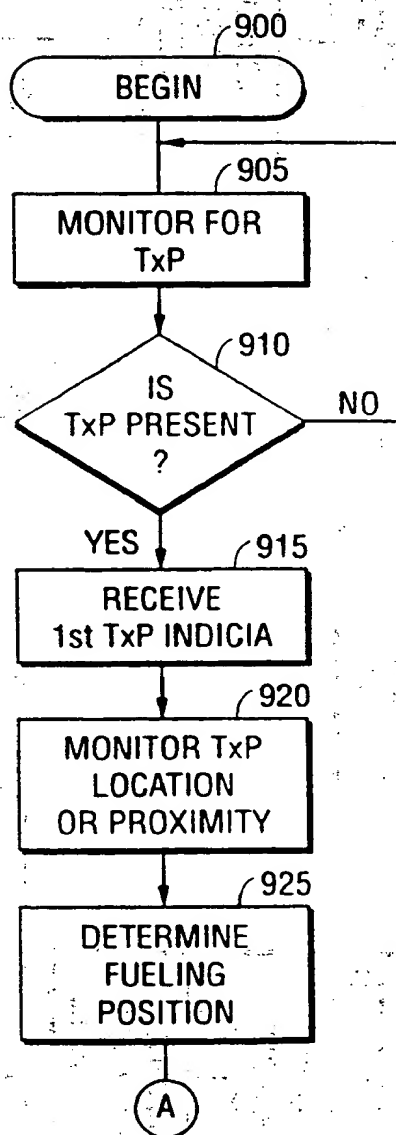 900
BEGIN
905
MONITOR FOR
TxP
910
IS
TxP PRESENT
?
NO
YES
915
RECEIVE
1st TxP INDICIA
920
MONITOR TxP
LOCATION
OR PROXIMITY
925
DETERMINE
FUELING
POSITION
A